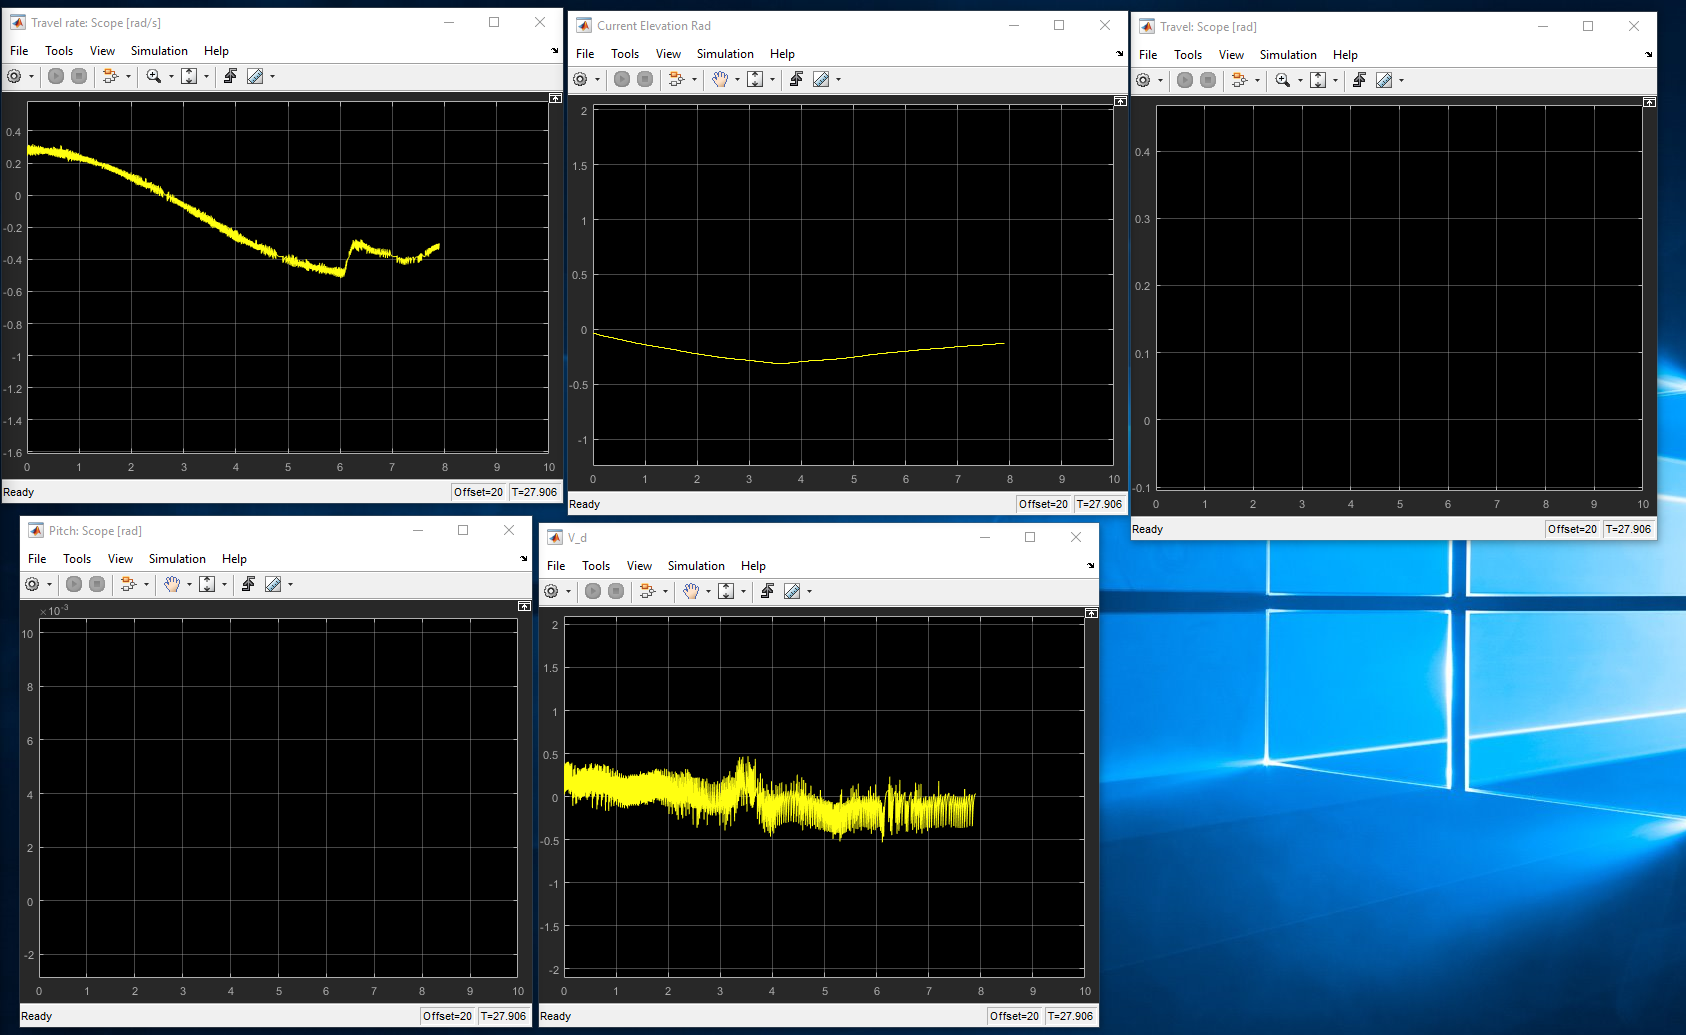 Travel rate: Scope [rad/s]
File Tools View Simulation Help
0.4
0.2
0
-0.2
-0.4
-0.6
-0.8
-1
-1.2
-1.4
-1.6
0 1 2 3 4 5 6 7 8 9 10
Ready Offset=20 T=27.906
Current Elevation Rad
File Tools View Simulation Help
2
1.5
1
0.5
0
-0.5
-1
0 1 2 3 4 5 6 7 8 9 10
Ready Offset=20 T=27.906
Travel: Scope [rad]
File Tools View Simulation Help
0.4
0.3
0.2
0.1
0
-0.1
0 1 2 3 4 5 6 7 8 9 10
Ready Offset=20 T=27.906
Pitch: Scope [rad]
File Tools View Simulation Help
×10⁻³
10
8
6
4
2
0
-2
0 1 2 3 4 5 6 7 8 9 10
Ready Offset=20 T=27.906
V_d
File Tools View Simulation Help
2
1.5
1
0.5
0
-0.5
-1
-1.5
-2
0 1 2 3 4 5 6 7 8 9 10
Ready Offset=20 T=27.906